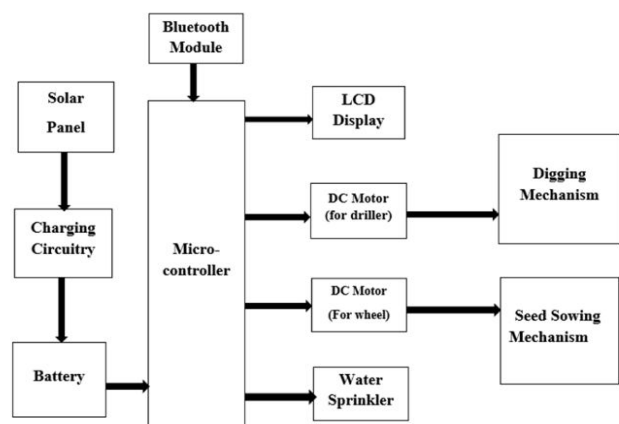 Bluetooth
Module
Solar
Panel
LCD
Display
Digging
Mechanism
DC Motor
(for driller)
Charging
Circuitry
Micro-
controller
DC Motor
(For wheel)
Seed Sowing
Mechanism
Battery
Water
Sprinkler